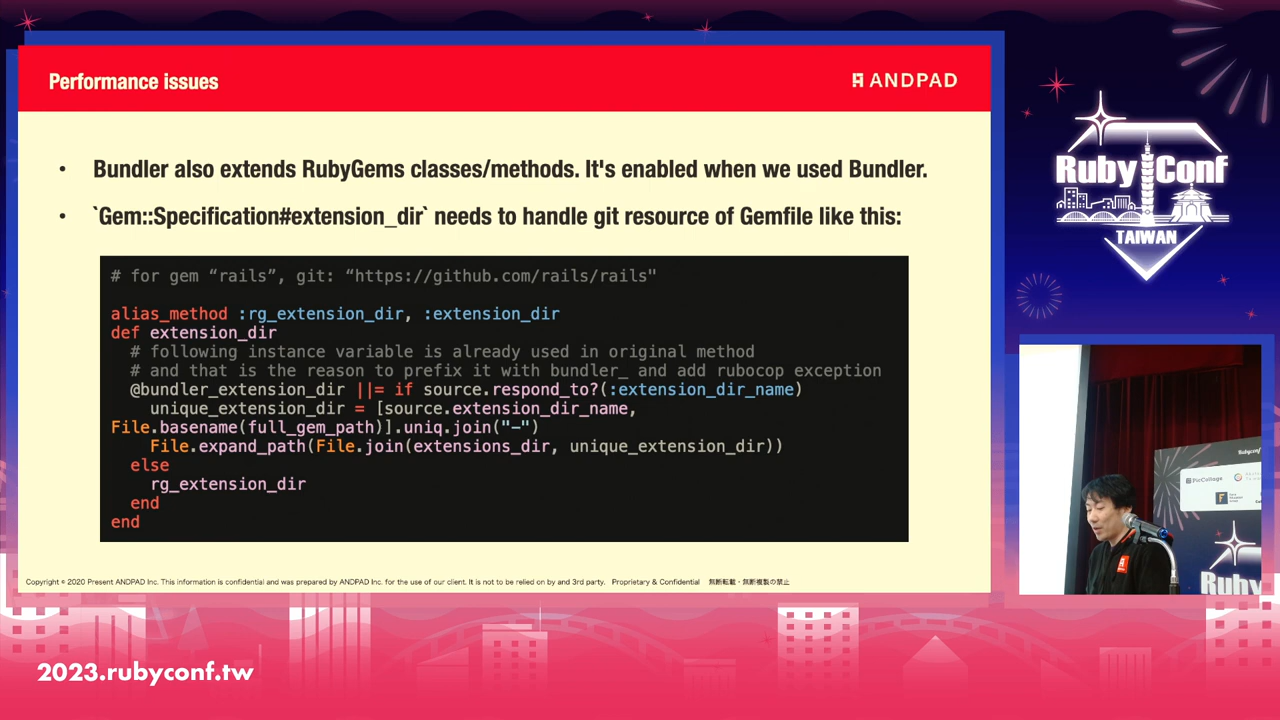 Performance issues
ANDPAD
• Bundler also extends RubyGems classes/methods. It's enabled when we used Bundler.
• `Gem::Specification#extension_dir` needs to handle git resource of Gemfile like this:
# for gem “rails”, git: “https://github.com/rails/rails"
alias_method :rg_extension_dir, :extension_dir
def extension_dir
  # following instance variable is already used in original method
  # and that is the reason to prefix it with bundler_ and add rubocop exception
  @bundler_extension_dir ||= if source.respond_to?(:extension_dir_name)
    unique_extension_dir = [source.extension_dir_name,
File.basename(full_gem_path)].uniq.join("-")
    File.expand_path(File.join(extensions_dir, unique_extension_dir))
  else
    rg_extension_dir
  end
end
Copyright © 2020 Present ANDPAD Inc. This information is confidential and was prepared by ANDPAD Inc. for the use of our client. It is not to be relied on by and 3rd party. Proprietary & Confidential 無断転載・無断複製の禁止
RubyConf
TAIWAN
PicCollage
Ruby
2023.rubyconf.tw